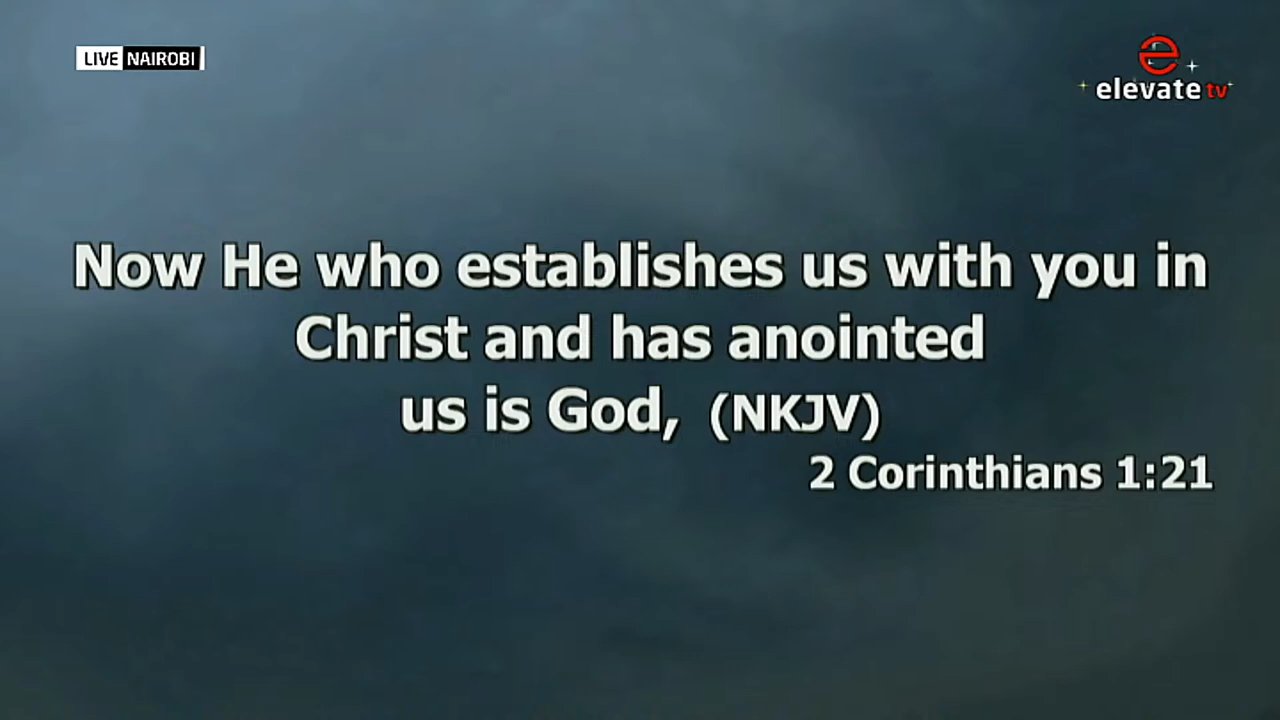 LIVE NAIROBI
e
elevate tv
Now He who establishes us with you in
Christ and has anointed
us is God, (NKJV)
2 Corinthians 1:21